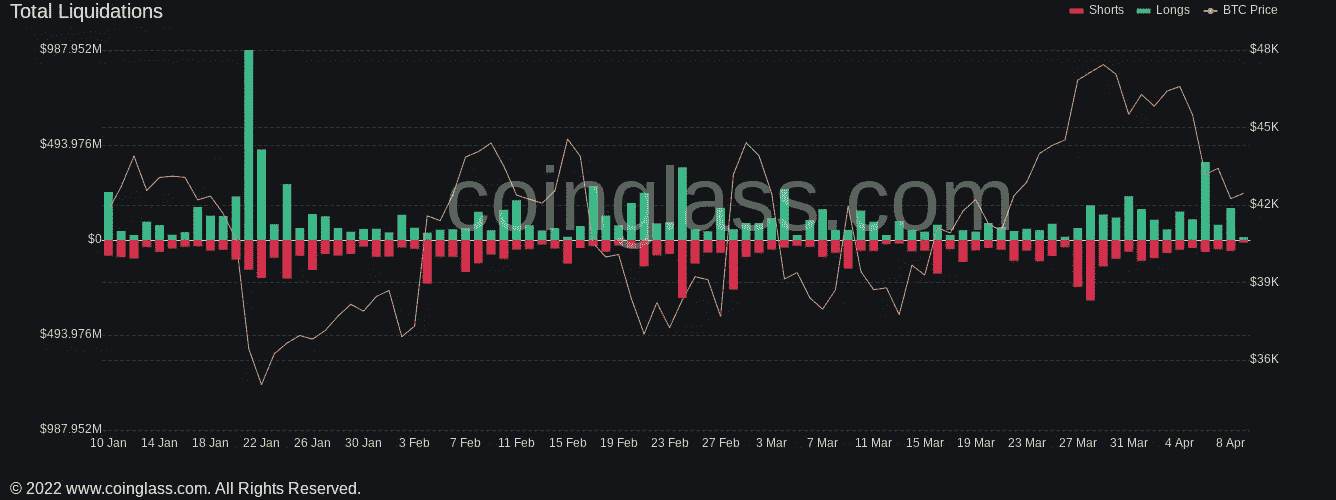 Total Liquidations
Shorts Longs BTC Price
$987.952M
$493.976M
$0
$493.976M
$987.952M
$48K
$45K
$42K
$39K
$36K
coinglass.com
10 Jan 14 Jan 18 Jan 22 Jan 26 Jan 30 Jan 3 Feb 7 Feb 11 Feb 15 Feb 19 Feb 23 Feb 27 Feb 3 Mar 7 Mar 11 Mar 15 Mar 19 Mar 23 Mar 27 Mar 31 Mar 4 Apr 8 Apr
© 2022 www.coinglass.com. All Rights Reserved.